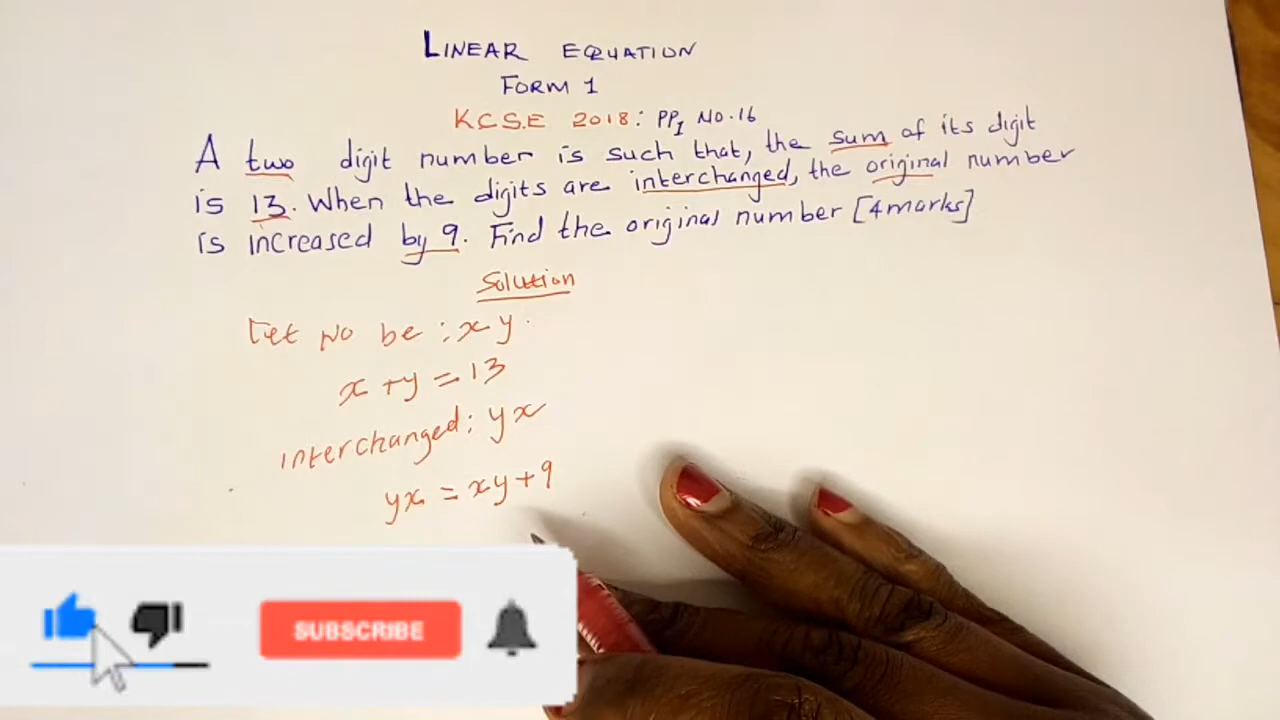 LINEAR EQUATION
FORM 1
K.C.S.E 2018: PP1 NO.16
A two digit number is such that, the sum of its digit
is 13. When the digits are interchanged, the original number
is increased by 9. Find the original number [4marks]
Solution
Let No be: xy.
x+y=13
interchanged; yx
yx = xy+9
SUBSCRIBE